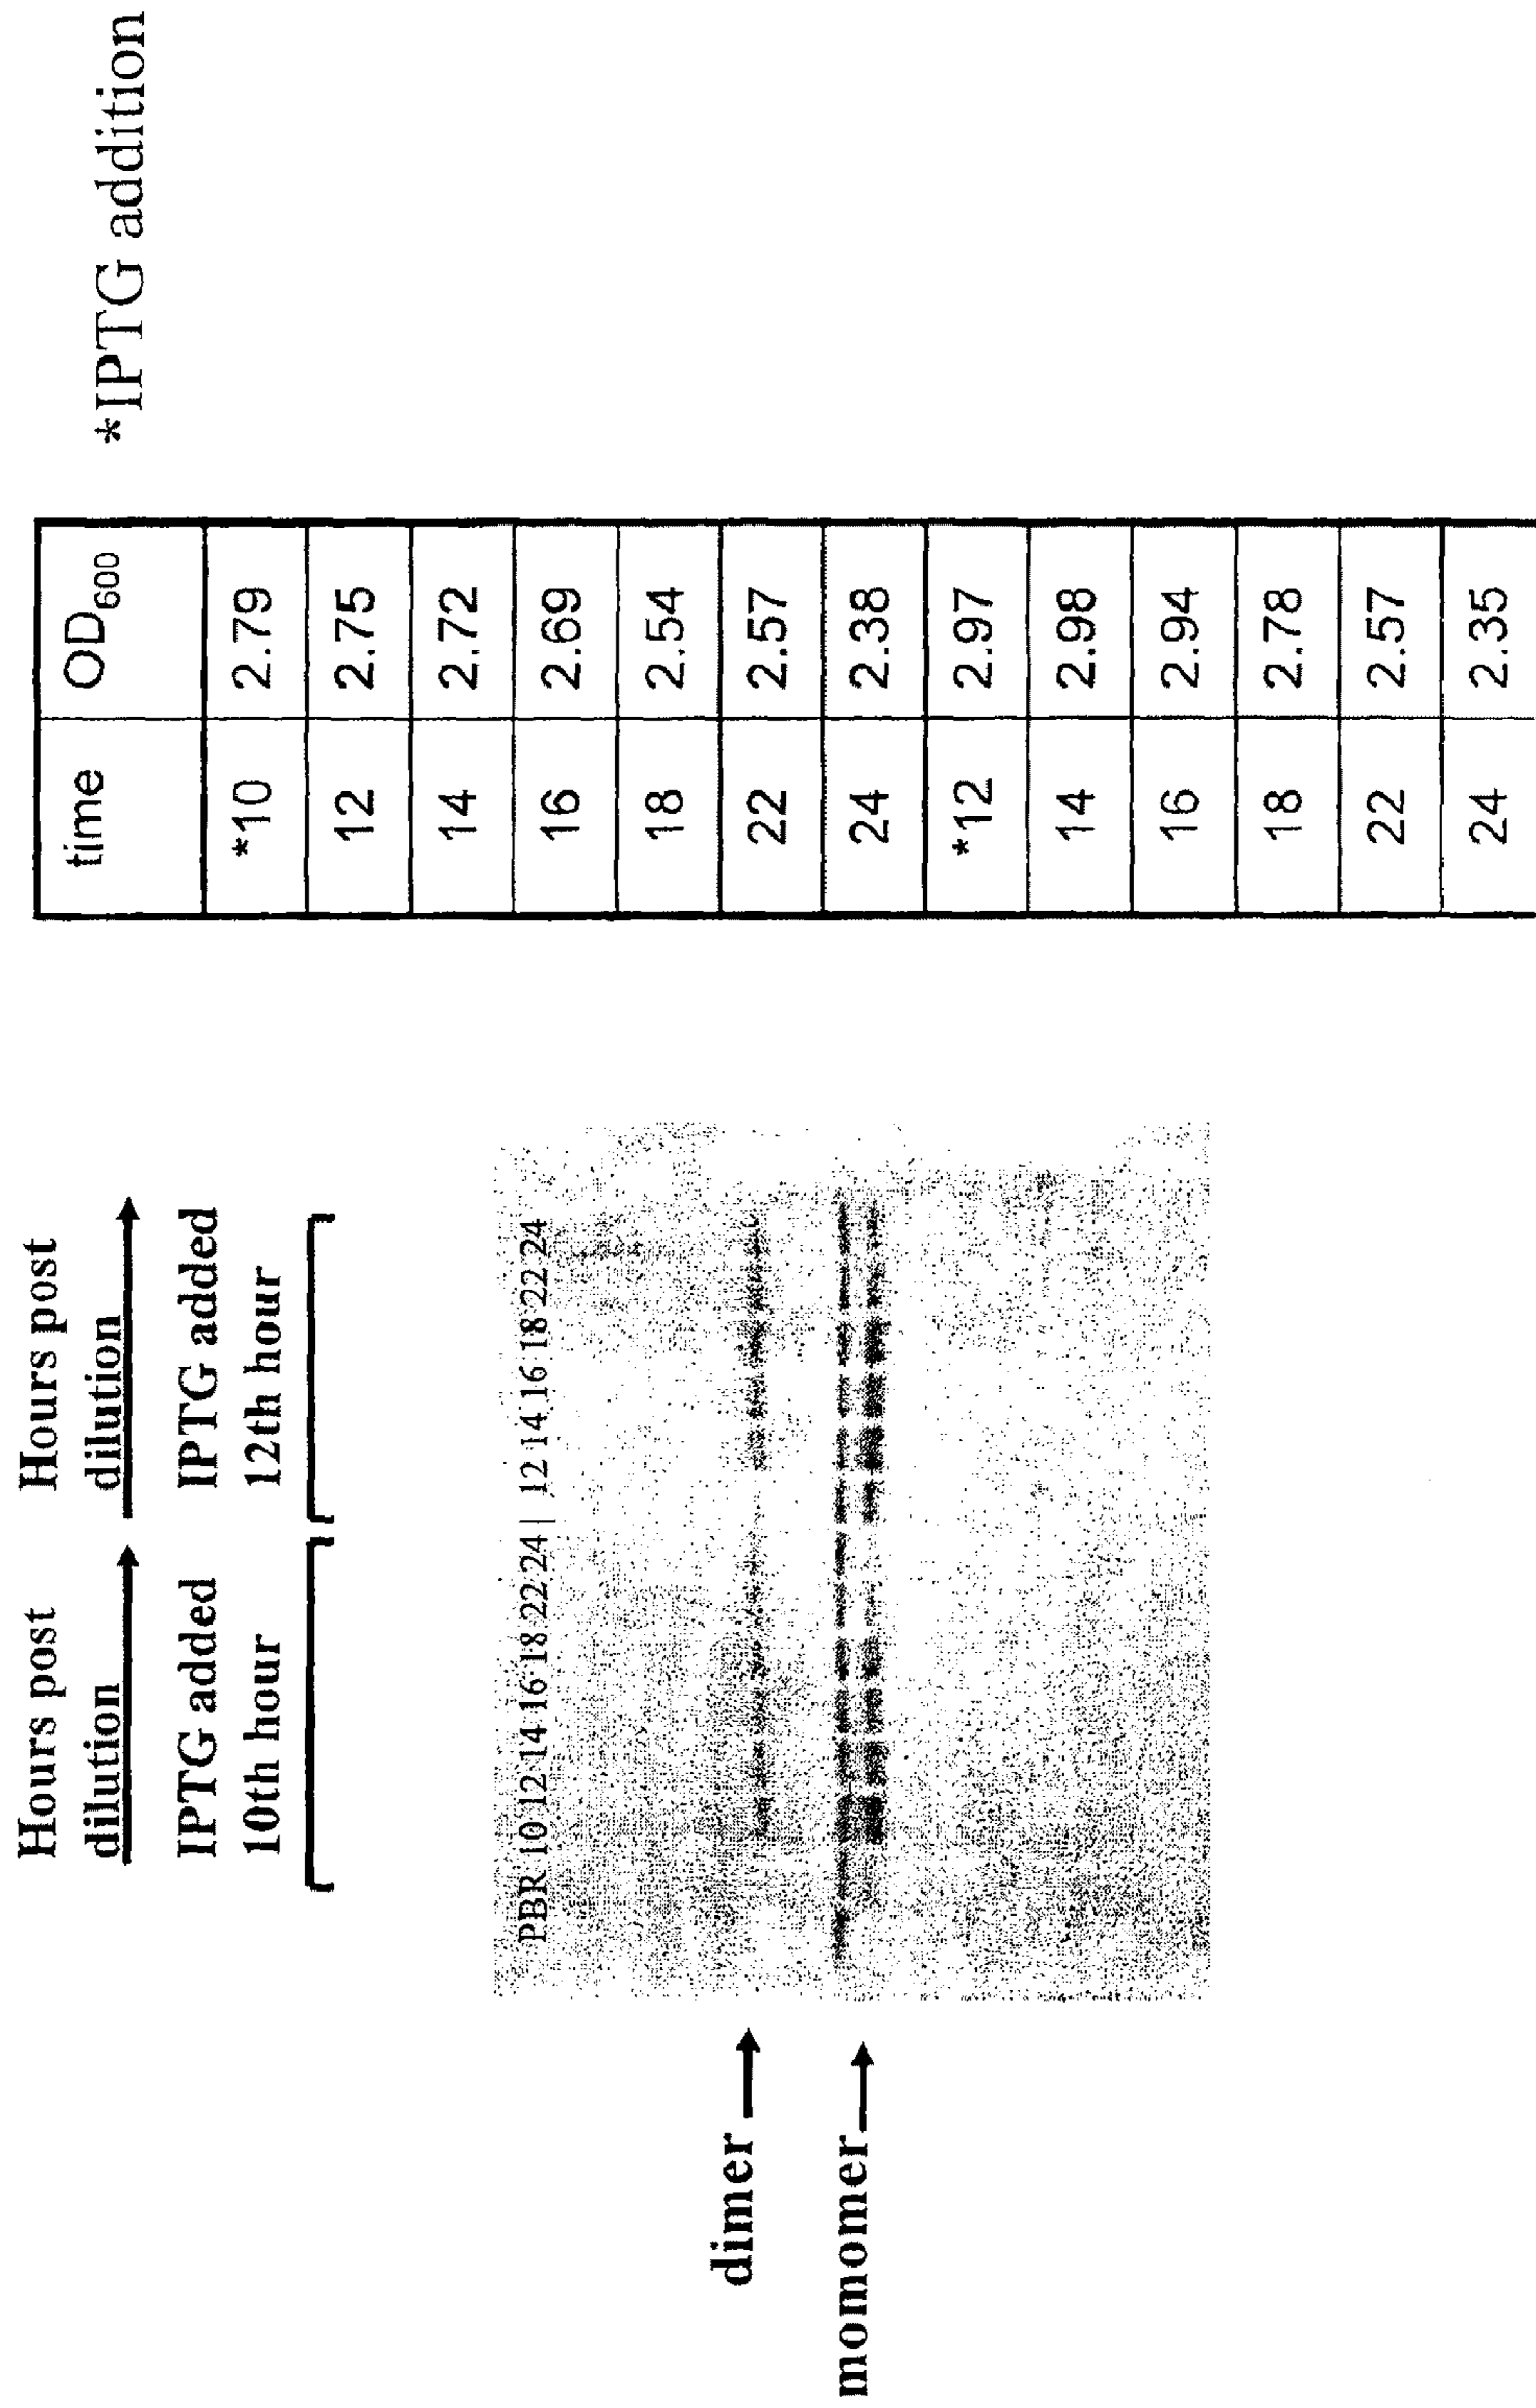 Hours post
dilution
IPTG added
10th hour
Hours post
dilution
IPTG added
12th hour
PBR 10 12 14 16 18 22 24 | 12 14 16 18 22 24
dimer
momomer
time OD600
*10 2.79
12 2.75
14 2.72
16 2.69
18 2.54
22 2.57
24 2.38
*12 2.97
14 2.98
16 2.94
18 2.78
22 2.57
24 2.35
*IPTG addition